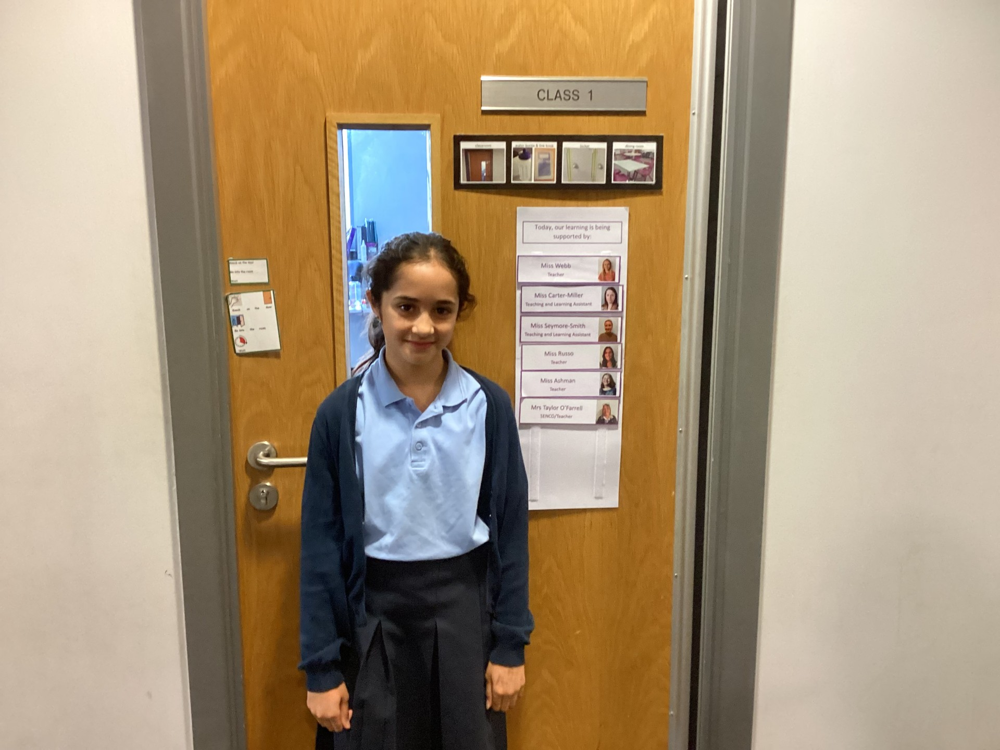 CLASS 1
classroom
water bottle & link book
locker
dining room
Today, our learning is being
supported by:
Miss Webb
Teacher
Miss Carter-Miller
Teaching and Learning Assistant
Miss Seymore-Smith
Teaching and Learning Assistant
Miss Russo
Teacher
Miss Ashman
Teacher
Mrs Taylor O'Farrell
SENCO/Teacher
Knock on the door
Go into the room
Wait
Knock on the door
Go into the room
Wait